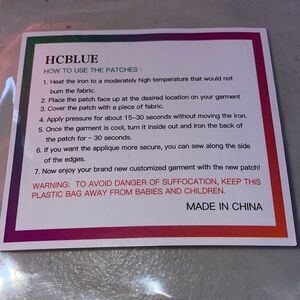 HCBLUE
HOW TO USE THE PATCHES :
1. Heat the iron to a moderately high temperature that would not
burn the fabric.
2. Place the patch face up at the desired location on your garment
3. Cover the patch with a piece of fabric.
4. Apply pressure for about 15-30 seconds without moving the iron.
5. Once the garment is cool, turn it inside out and iron the back of
the patch for ~ 30 seconds.
6. If you want the applique more secure, you can sew along the side
of the edges.
7. Now enjoy your brand new customized garment with the new patch!
WARNING: TO AVOID DANGER OF SUFFOCATION, KEEP THIS
PLASTIC BAG AWAY FROM BABIES AND CHILDREN.
MADE IN CHINA